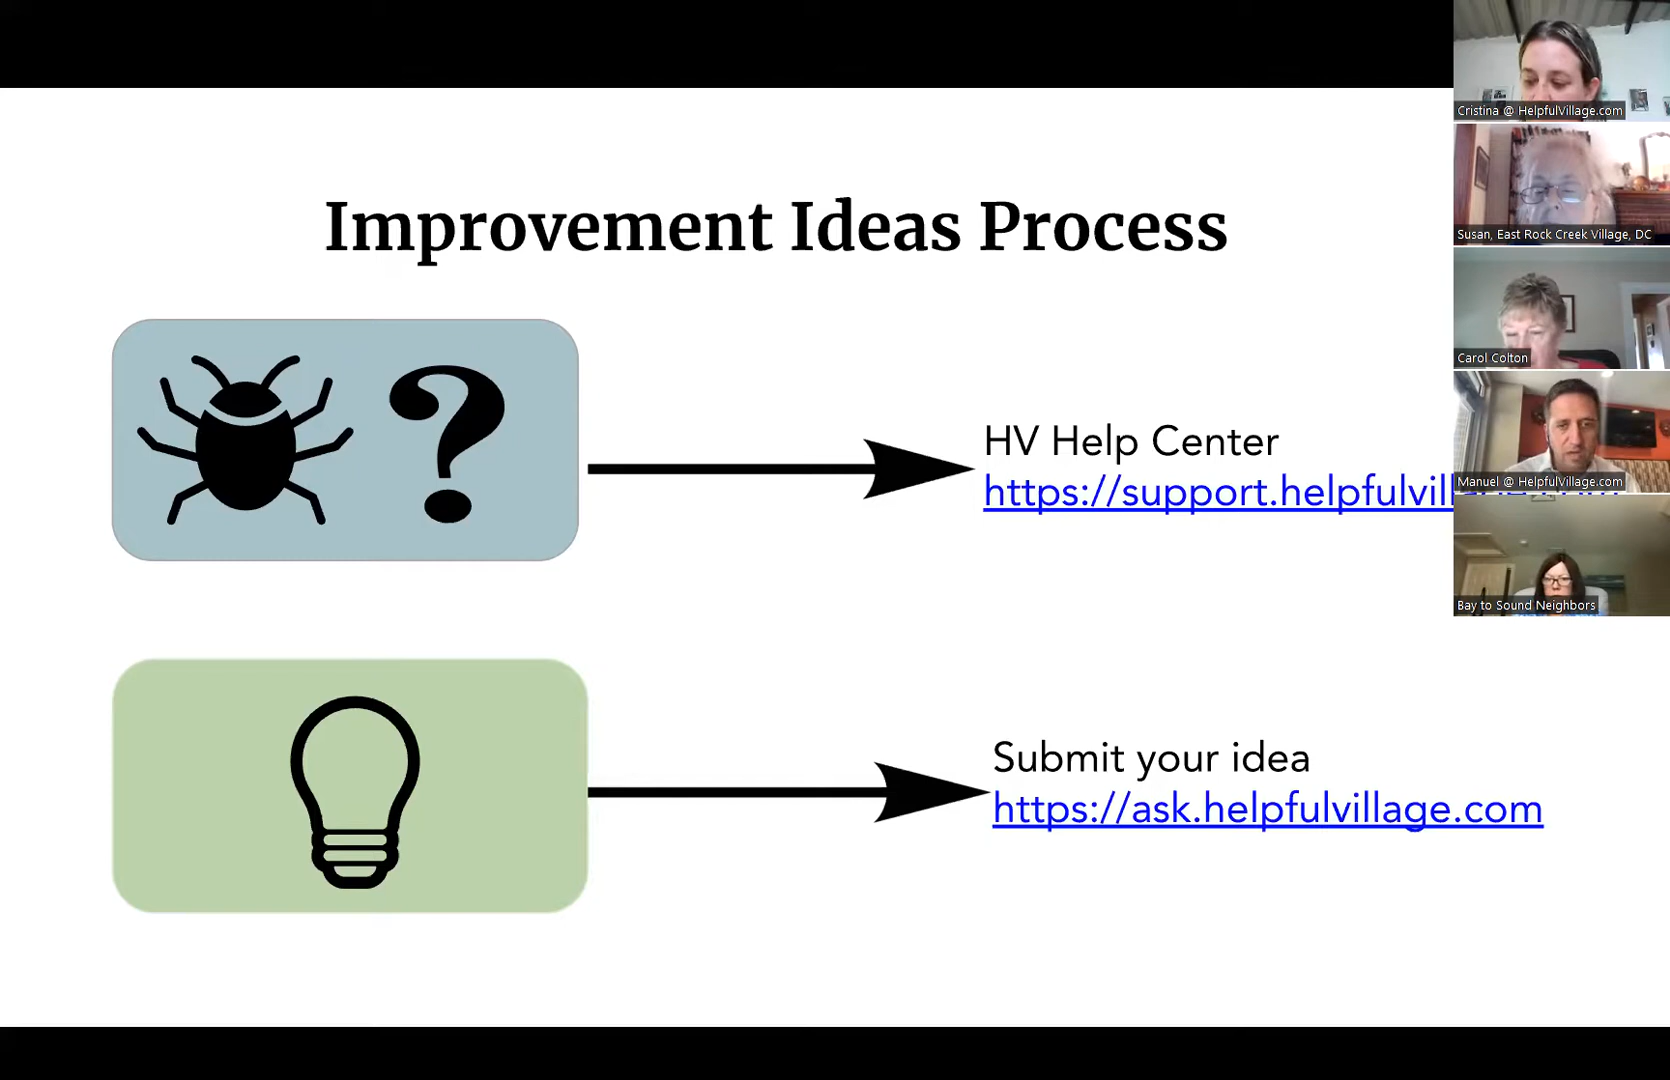 Improvement Ideas Process
?
HV Help Center
https://support.helpfulvill
Submit your idea
https://ask.helpfulvillage.com
Cristina @ HelpfulVillage.com
Susan, East Rock Creek Village, DC
Carol Colton
Manuel @ HelpfulVillage.com
Bay to Sound Neighbors